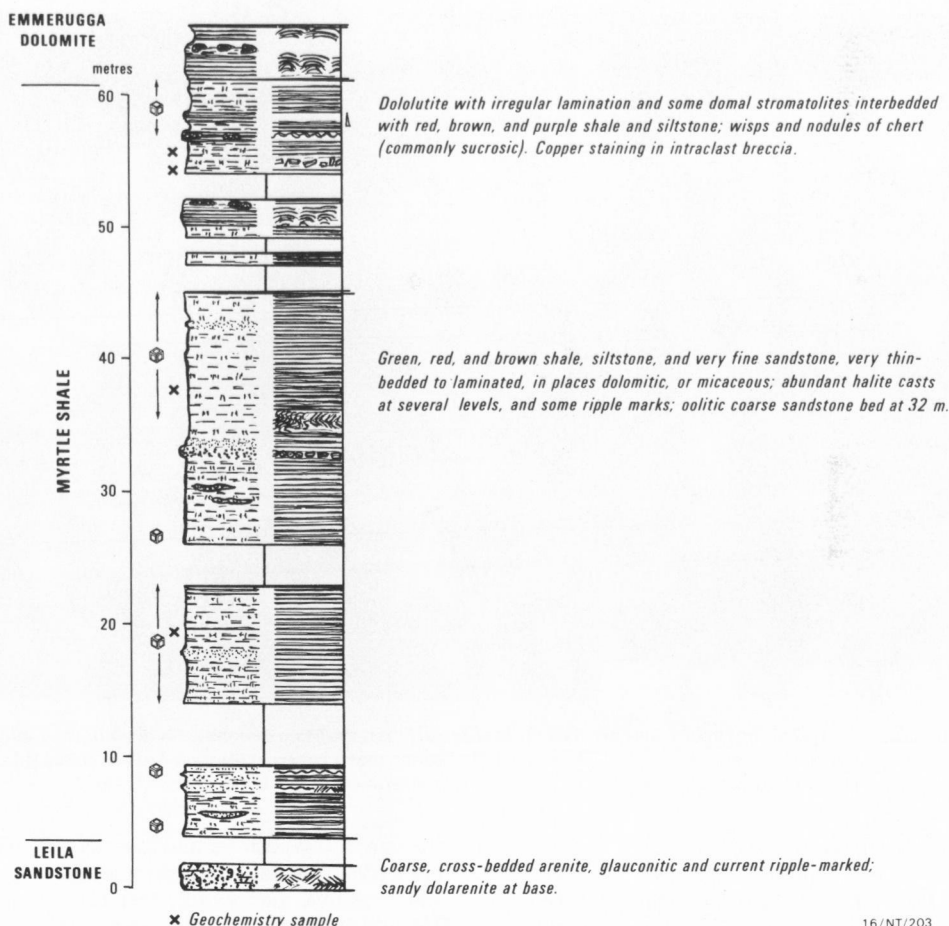 EMMERUGGA
DOLOMITE
metres
60
Dololutite with irregular lamination and some domal stromatolites interbedded
with red, brown, and purple shale and siltstone; wisps and nodules of chert
(commonly sucrosic). Copper staining in intraclast breccia.
50
MYRTLE SHALE
40
Green, red, and brown shale, siltstone, and very fine sandstone, very thin-
bedded to laminated, in places dolomitic, or micaceous; abundant halite casts
at several levels, and some ripple marks; oolitic coarse sandstone bed at 32 m.
30
20
10
LEILA
SANDSTONE
0
Coarse, cross-bedded arenite, glauconitic and current ripple-marked;
sandy dolarenite at base.
× Geochemistry sample
16/NT/203